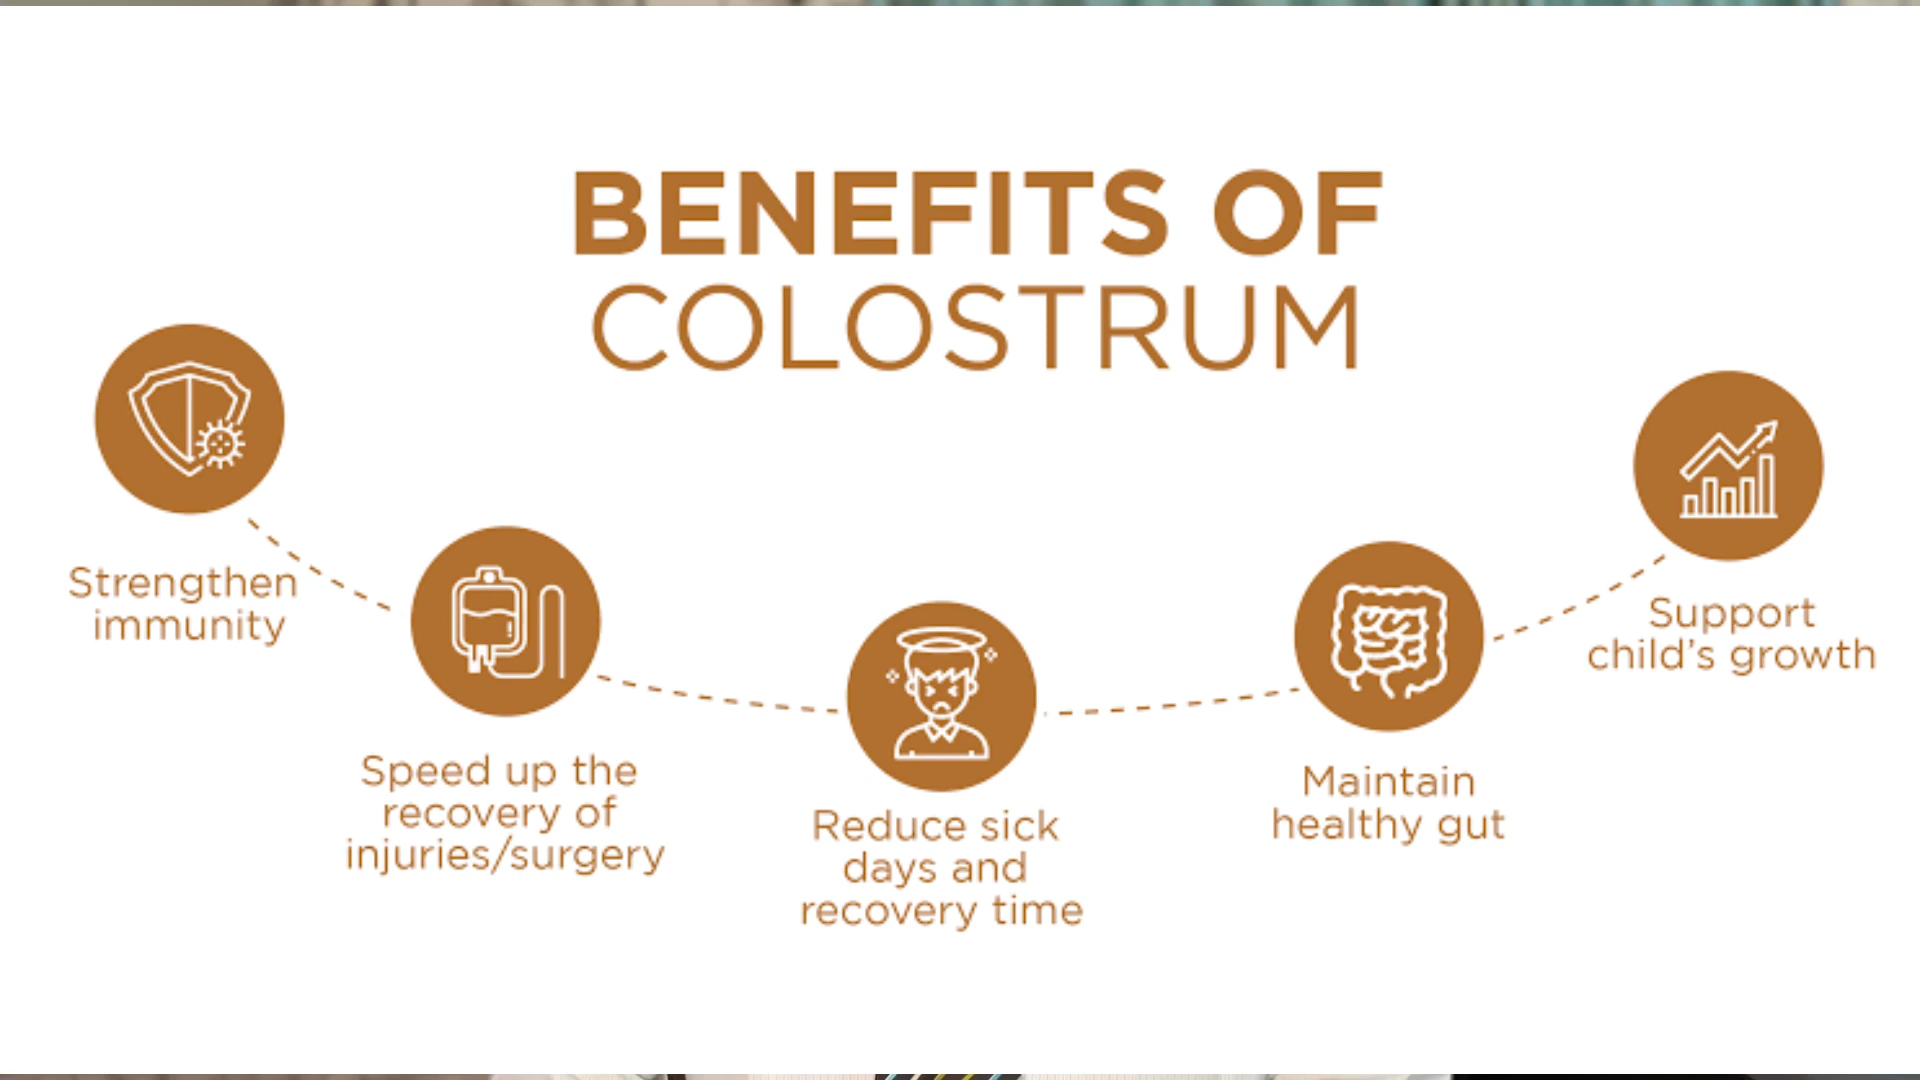 BENEFITS OF
COLOSTRUM
Strengthen
immunity
Speed up the
recovery of
injuries/surgery
Reduce sick
days and
recovery time
Maintain
healthy gut
Support
child's growth